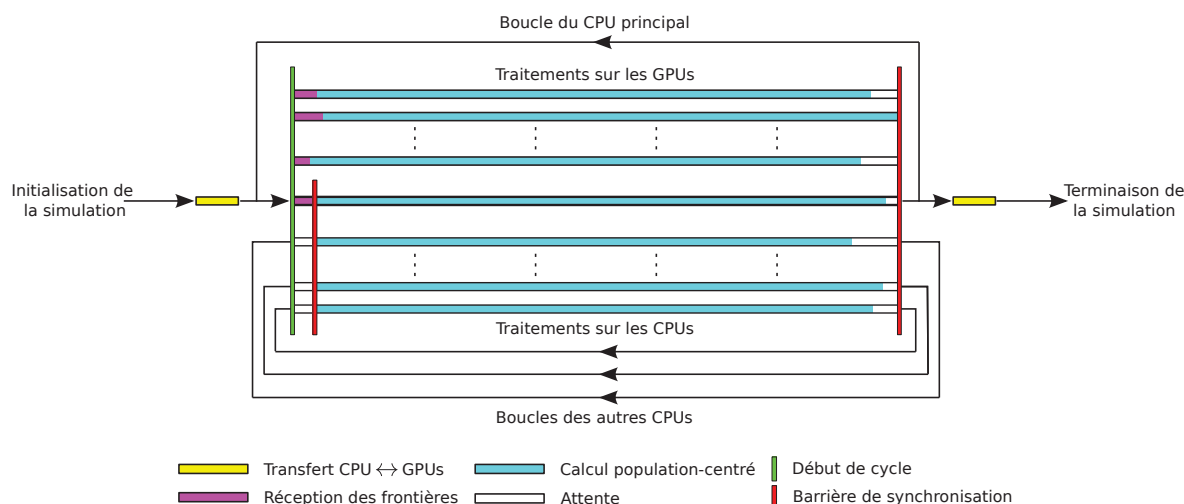 Boucle du CPU principal
Traitements sur les GPUs
Initialisation de
la simulation
Terminaison de
la simulation
Traitements sur les CPUs
Boucles des autres CPUs
Transfert CPU ↔ GPUs
Calcul population-centré
Début de cycle
Réception des frontières
Attente
Barrière de synchronisation